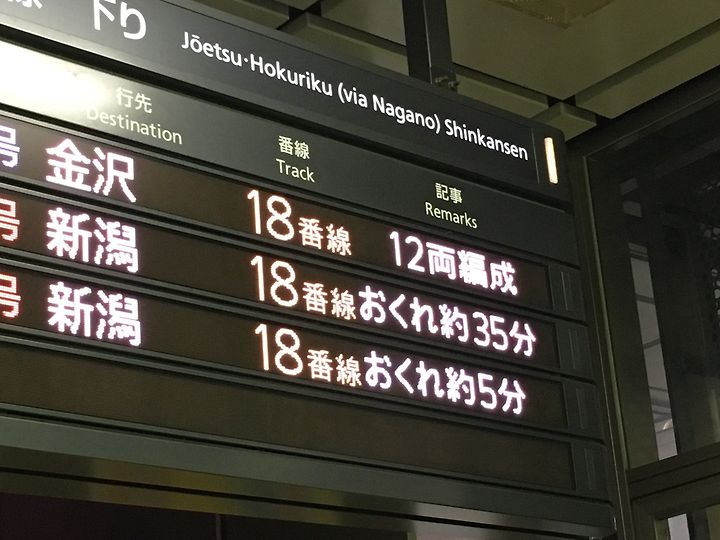 下り Jōetsu·Hokuriku (via Nagano) Shinkansen
行先 番線 記事
Destination Track Remarks
号 金沢 18番線 12両編成
号 新潟 18番線 おくれ約35分
号 新潟 18番線 おくれ約5分